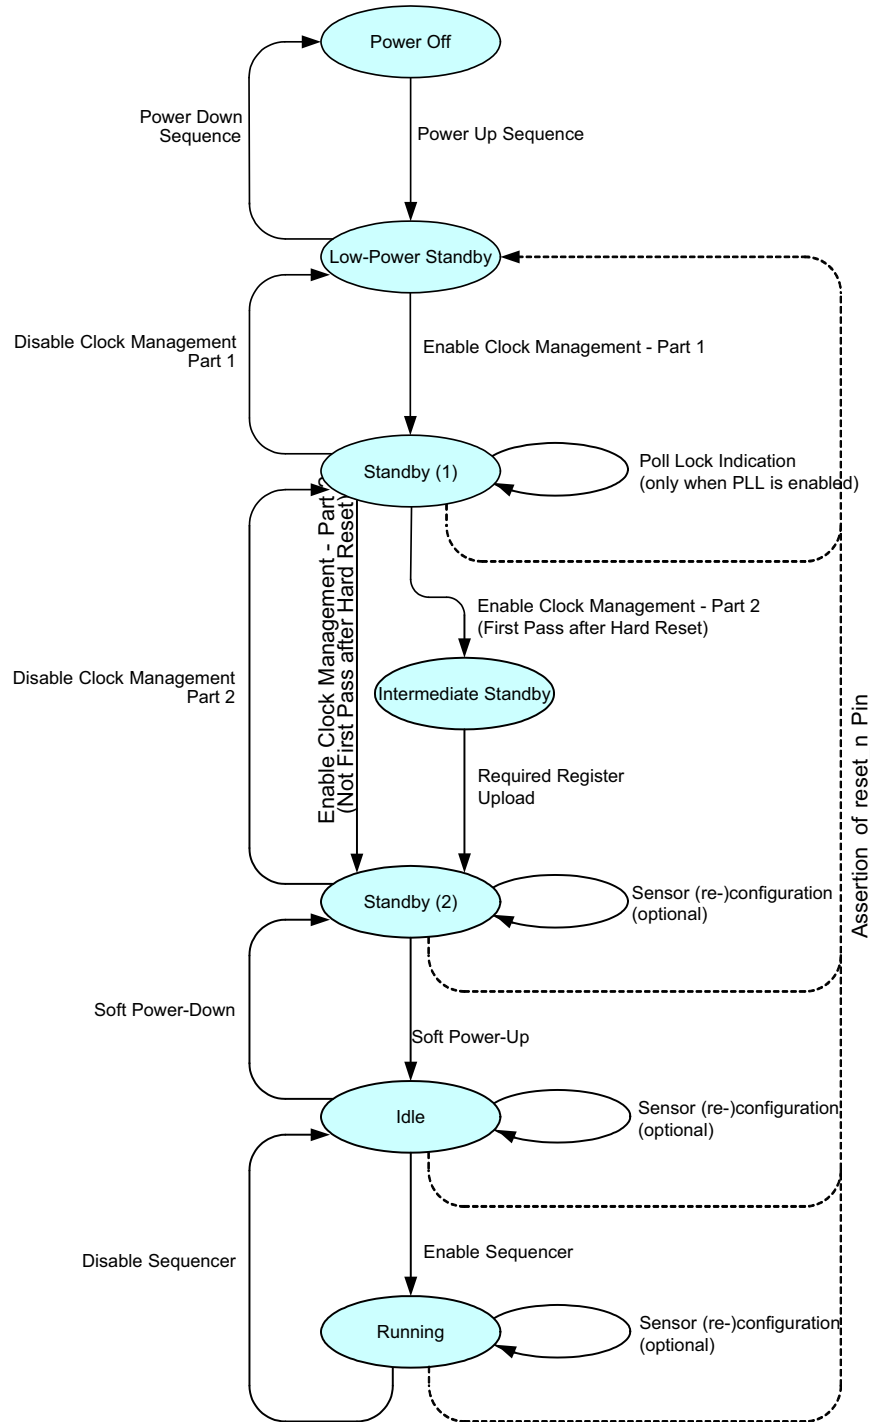 Power Off
Power Down
Sequence
Power Up Sequence
Low-Power Standby
Disable Clock Management
Part 1
Enable Clock Management - Part 1
Standby (1)
Poll Lock Indication
(only when PLL is enabled)
Enable Clock Management - Part
(Not First Pass after Hard Reset)
Enable Clock Management - Part 2
(First Pass after Hard Reset)
Disable Clock Management
Part 2
Intermediate Standby
Required Register
Upload
Assertion of reset n Pin
Standby (2)
Sensor (re-)configuration
(optional)
Soft Power-Down
Soft Power-Up
Idle
Sensor (re-)configuration
(optional)
Disable Sequencer
Enable Sequencer
Running
Sensor (re-)configuration
(optional)